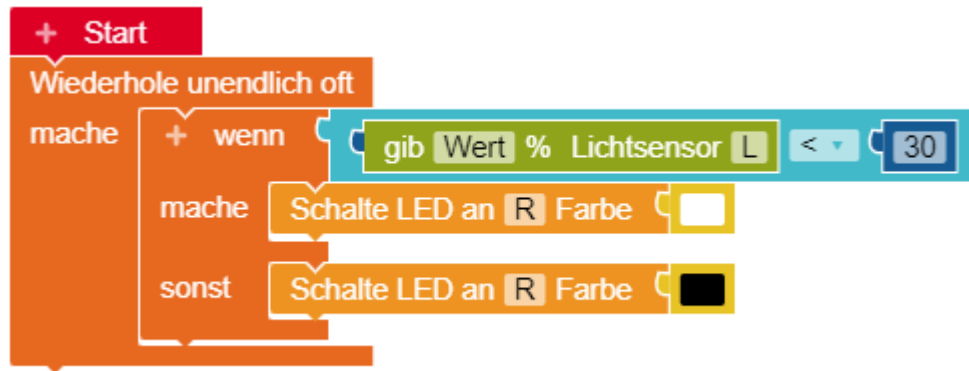 + Start
Wiederhole unendlich oft
mache + wenn gib Wert % Lichtsensor L < ▾ 30
mache Schalte LED an R Farbe
sonst Schalte LED an R Farbe